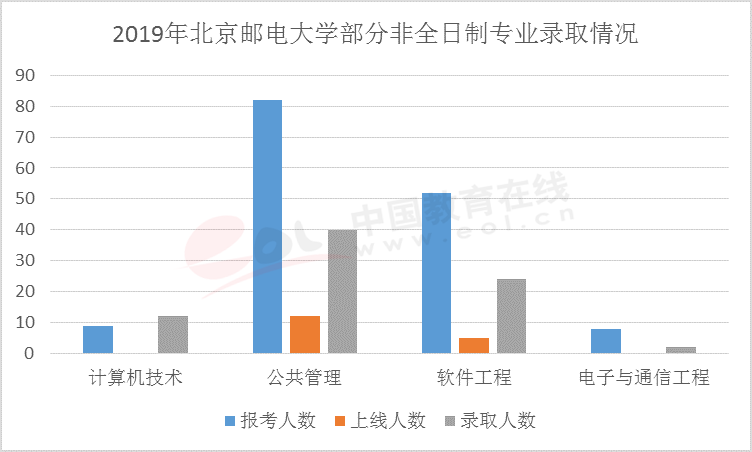 2019年北京邮电大学部分非全日制专业录取情况
90
80
70
60
50
40
30
20
10
0
eol 中国教育在线
www.eol.cn
计算机技术 公共管理 软件工程 电子与通信工程
报考人数 上线人数 录取人数